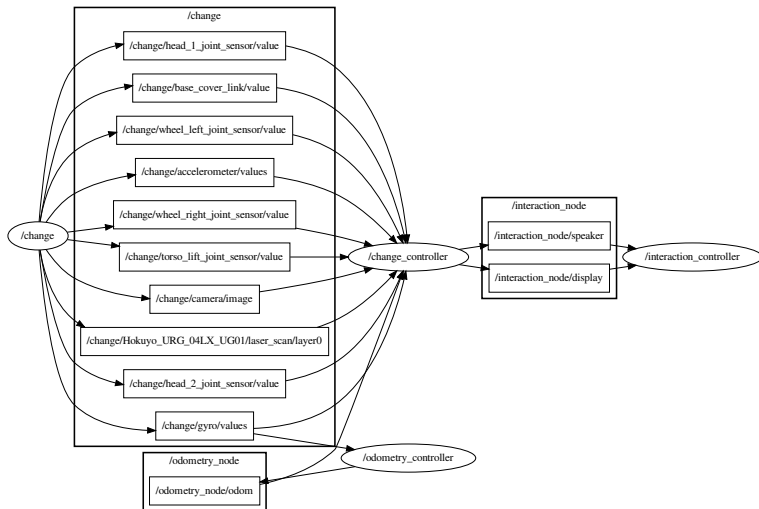 /change
/change/head_1_joint_sensor/value
/change/base_cover_link/value
/change/wheel_left_joint_sensor/value
/change/accelerometer/values
/change/wheel_right_joint_sensor/value
/change
/change/torso_lift_joint_sensor/value
/change/camera/image
/change/Hokuyo_URG_04LX_UG01/laser_scan/layer0
/change/head_2_joint_sensor/value
/change/gyro/values
/change_controller
/interaction_node
/interaction_node/speaker
/interaction_node/display
/interaction_controller
/odometry_node
/odometry_node/odom
/odometry_controller